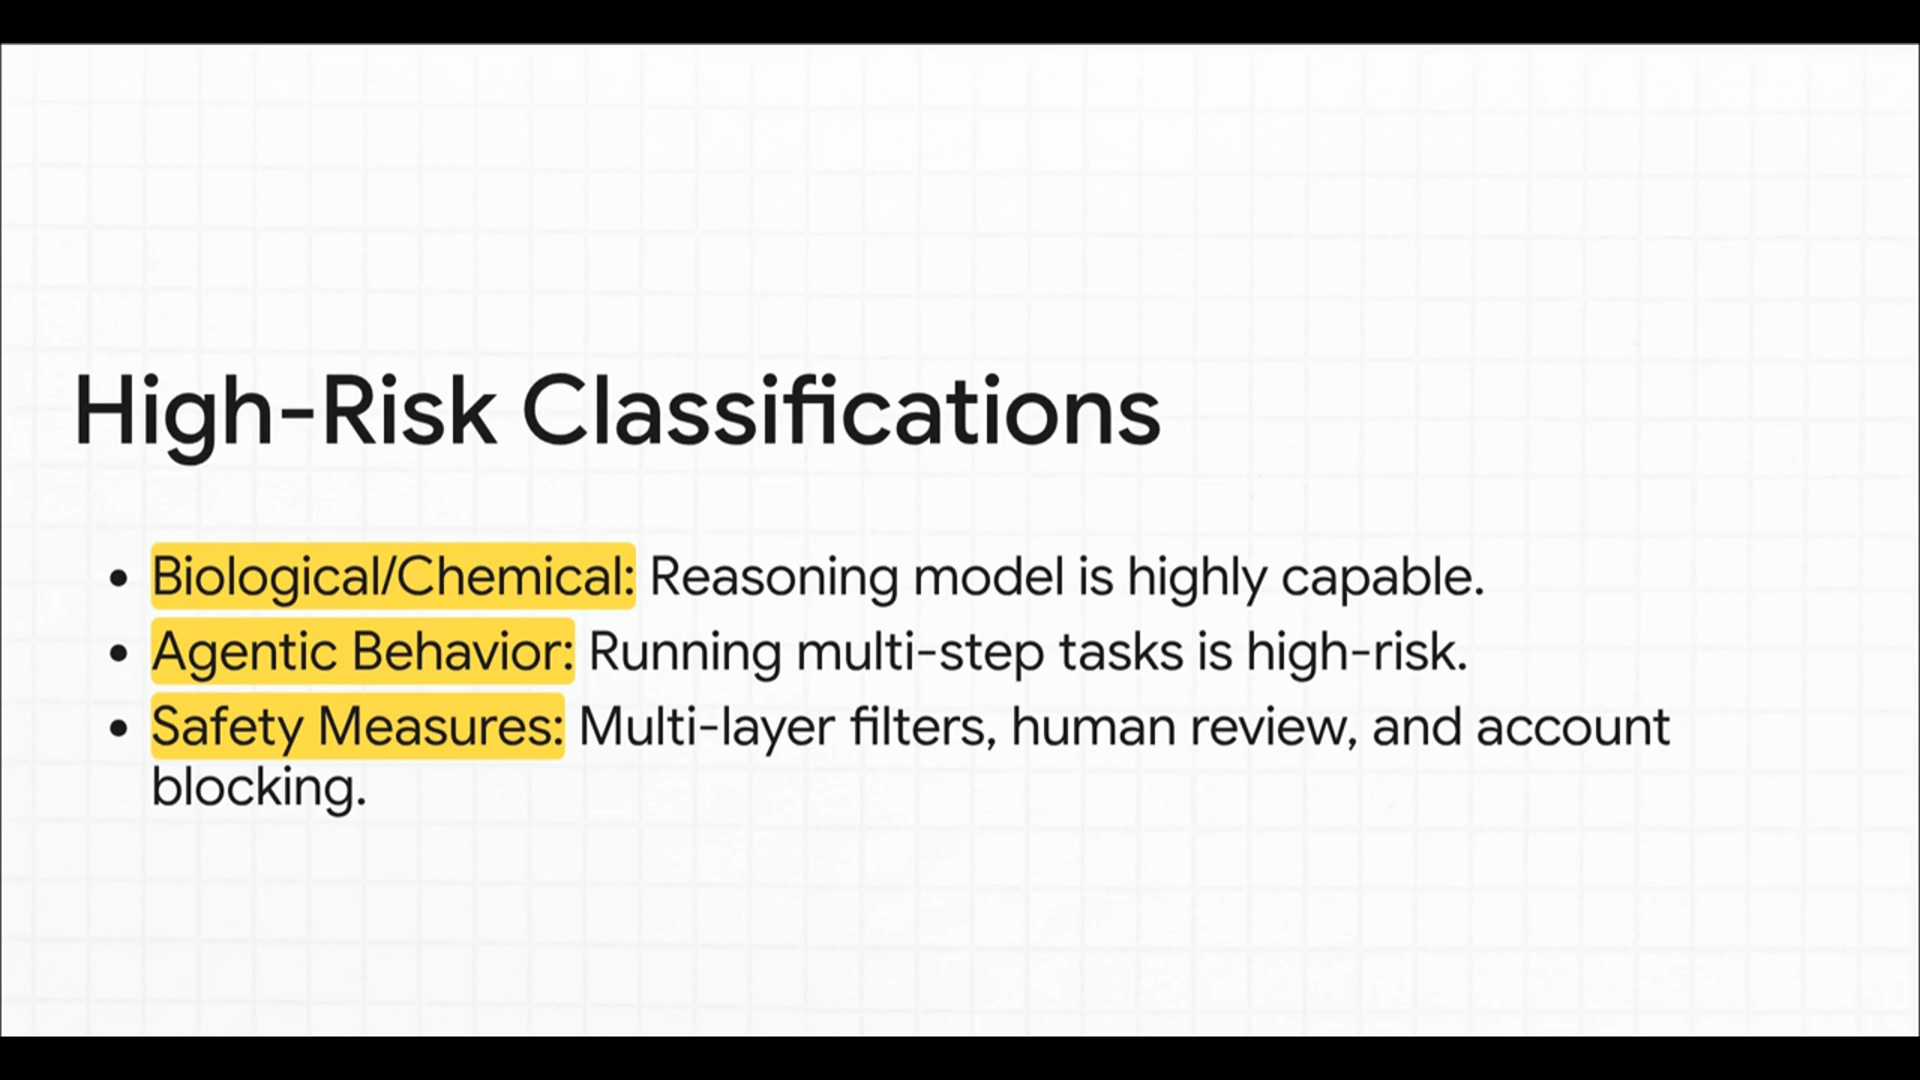 High-Risk Classifications
• Biological/Chemical: Reasoning model is highly capable.
• Agentic Behavior: Running multi-step tasks is high-risk.
• Safety Measures: Multi-layer filters, human review, and account
blocking.